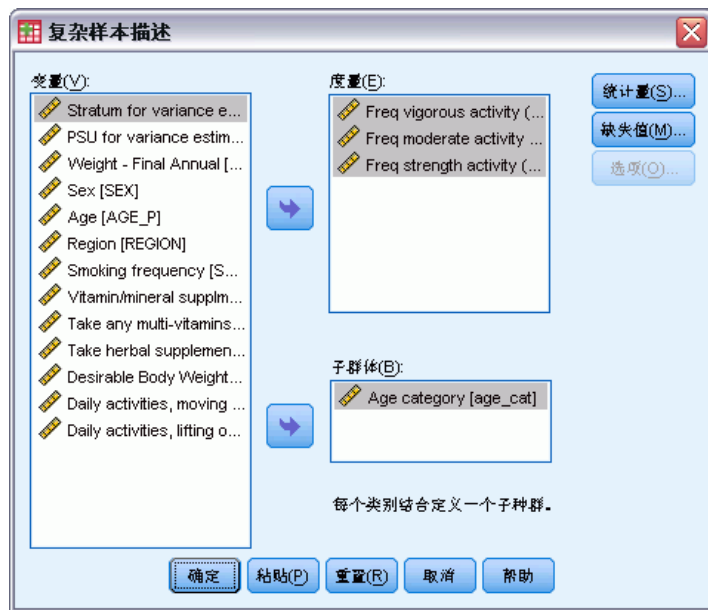 复杂样本描述
变量(V):
Stratum for variance e...
PSU for variance estim...
Weight - Final Annual [...
Sex [SEX]
Age [AGE_P]
Region [REGION]
Smoking frequency [S...
Vitamin/mineral supplm...
Take any multi-vitamins...
Take herbal supplemen...
Desirable Body Weight...
Daily activities, moving ...
Daily activities, lifting o...
度量(E):
Freq vigorous activity (...
Freq moderate activity ...
Freq strength activity (...
子群体(B):
Age category [age_cat]
每个类别结合定义一个子种群。
统计量(S)...
缺失值(M)...
选项(O)...
确定
粘贴(P)
重置(R)
取消
帮助